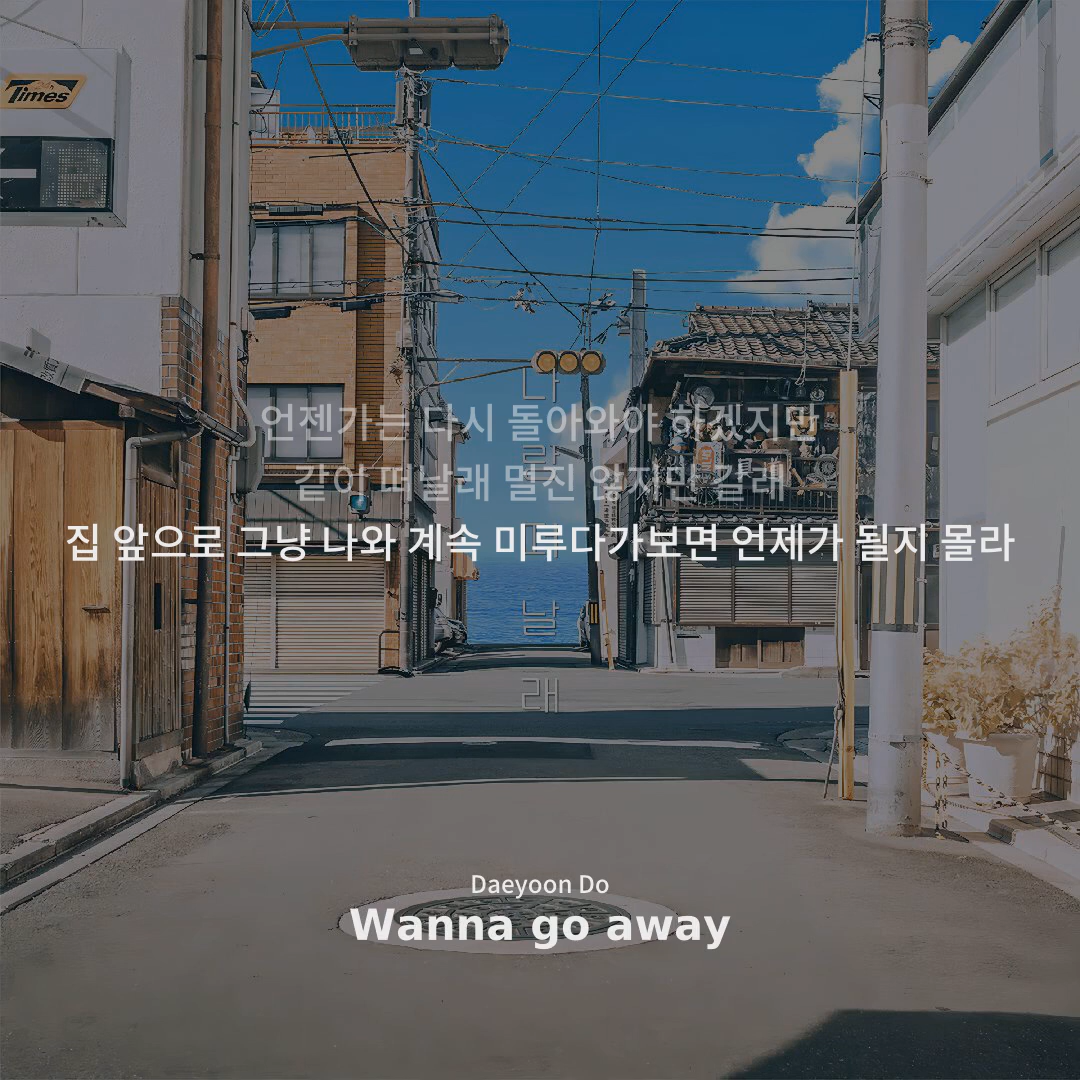 Times
언젠가는 다시 돌아와야 하겠지만
같이 떠날래 멀진 않지만 갈래
집 앞으로 그냥 나와 계속 미루다가보면 언제가 될지 몰라
나
랑
날
래
Daeyoon Do
Wanna go away